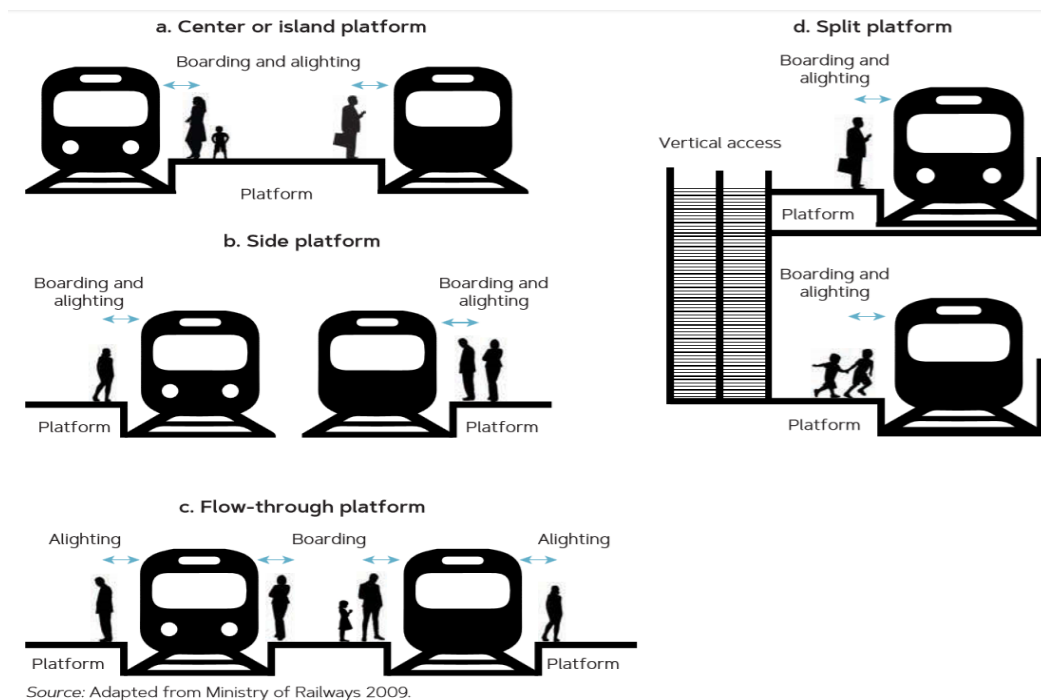 a. Center or island platform
Boarding and alighting
Platform
b. Side platform
Boarding and
alighting
Boarding and
alighting
Platform
Platform
c. Flow-through platform
Alighting
Boarding
Alighting
Platform
Platform
d. Split platform
Boarding and
alighting
Vertical access
Platform
Boarding and
alighting
Platform
Source: Adapted from Ministry of Railways 2009.